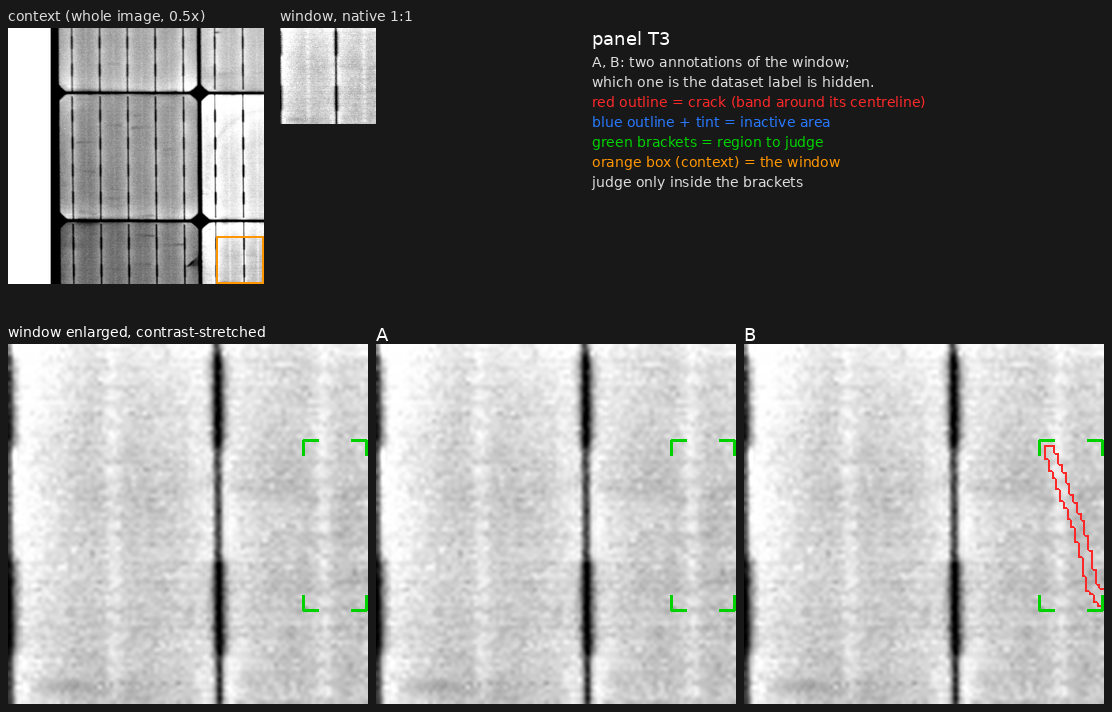 context (whole image, 0.5x)
window, native 1:1
panel T3
A, B: two annotations of the window;
which one is the dataset label is hidden.
red outline = crack (band around its centreline)
blue outline + tint = inactive area
green brackets = region to judge
orange box (context) = the window
judge only inside the brackets
window enlarged, contrast-stretched
A
B